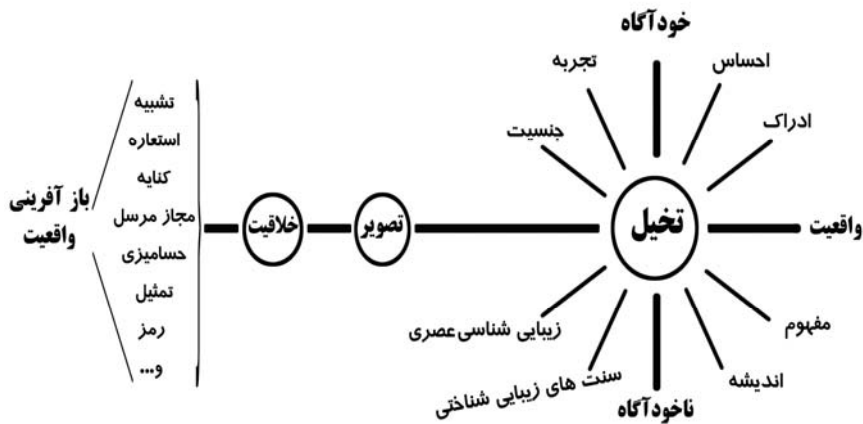 خودآگاه
احساس
تجربه
ادراک
جنسیت
تخیل
واقعیت
مفهوم
اندیشه
ناخودآگاه
سنت های زیبایی شناختی
زیبایی شناسی عصری
تصویر
خلاقیت
تشبیه
استعاره
کنایه
مجاز مرسل
حسامیزی
تمثیل
رمز
و...
باز آفرینی
واقعیت